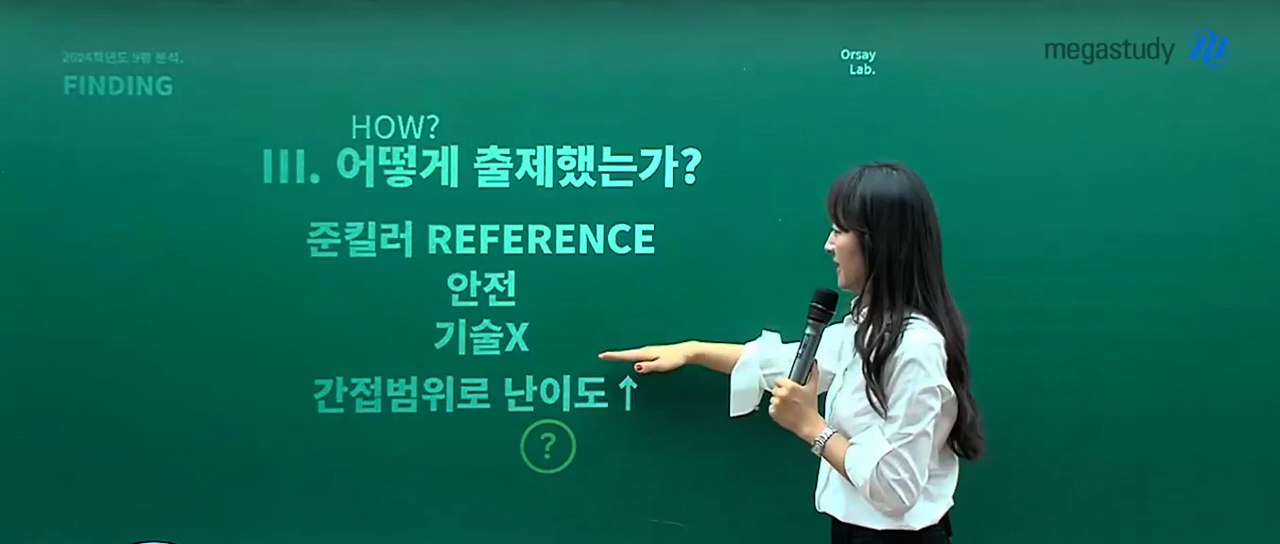 2024학년도 9평 분석.
FINDING
Orsay
Lab.
megastudy
HOW?
III. 어떻게 출제했는가?
준킬러 REFERENCE
안전
기술X
간접범위로 난이도↑
?